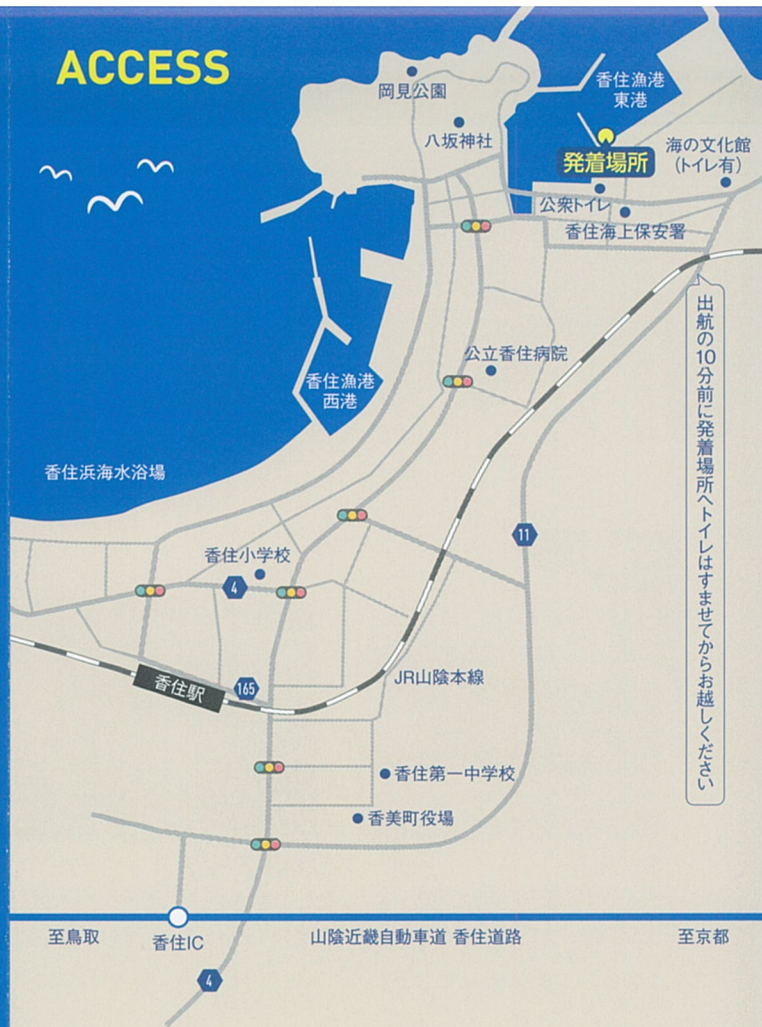 ACCESS
岡見公園
八坂神社
香住漁港
東港
発着場所
海の文化館
(トイレ有)
公衆トイレ
香住海上保安署
公立香住病院
香住漁港
西港
香住浜海水浴場
出航の10分前に発着場所へトイレはすませてからお越しください
11
香住小学校
4
165
香住駅
JR山陰本線
香住第一中学校
香美町役場
至鳥取
香住IC
山陰近畿自動車道 香住道路
至京都
4